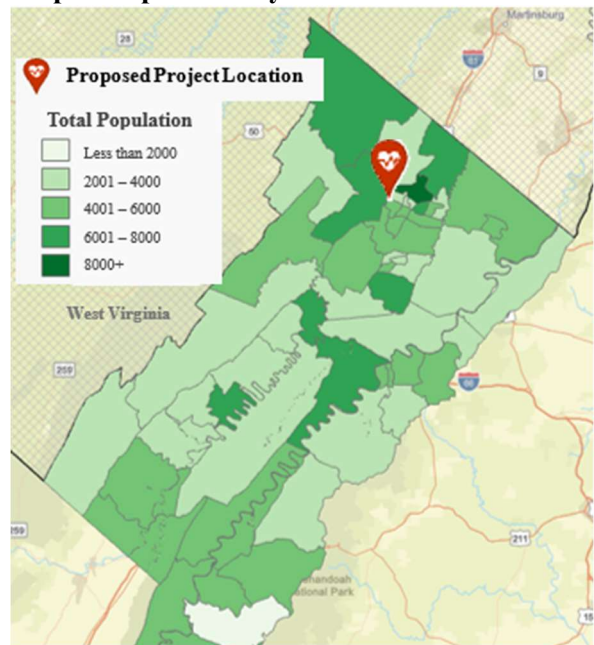 Martinsburg
28
81
Proposed Project Location
9
Total Population
50
Less than 2000
2001 – 4000
4001 – 6000
6001 – 8000
8000+
West Virginia
259
66
259
211
Shenandoah
National Park
15